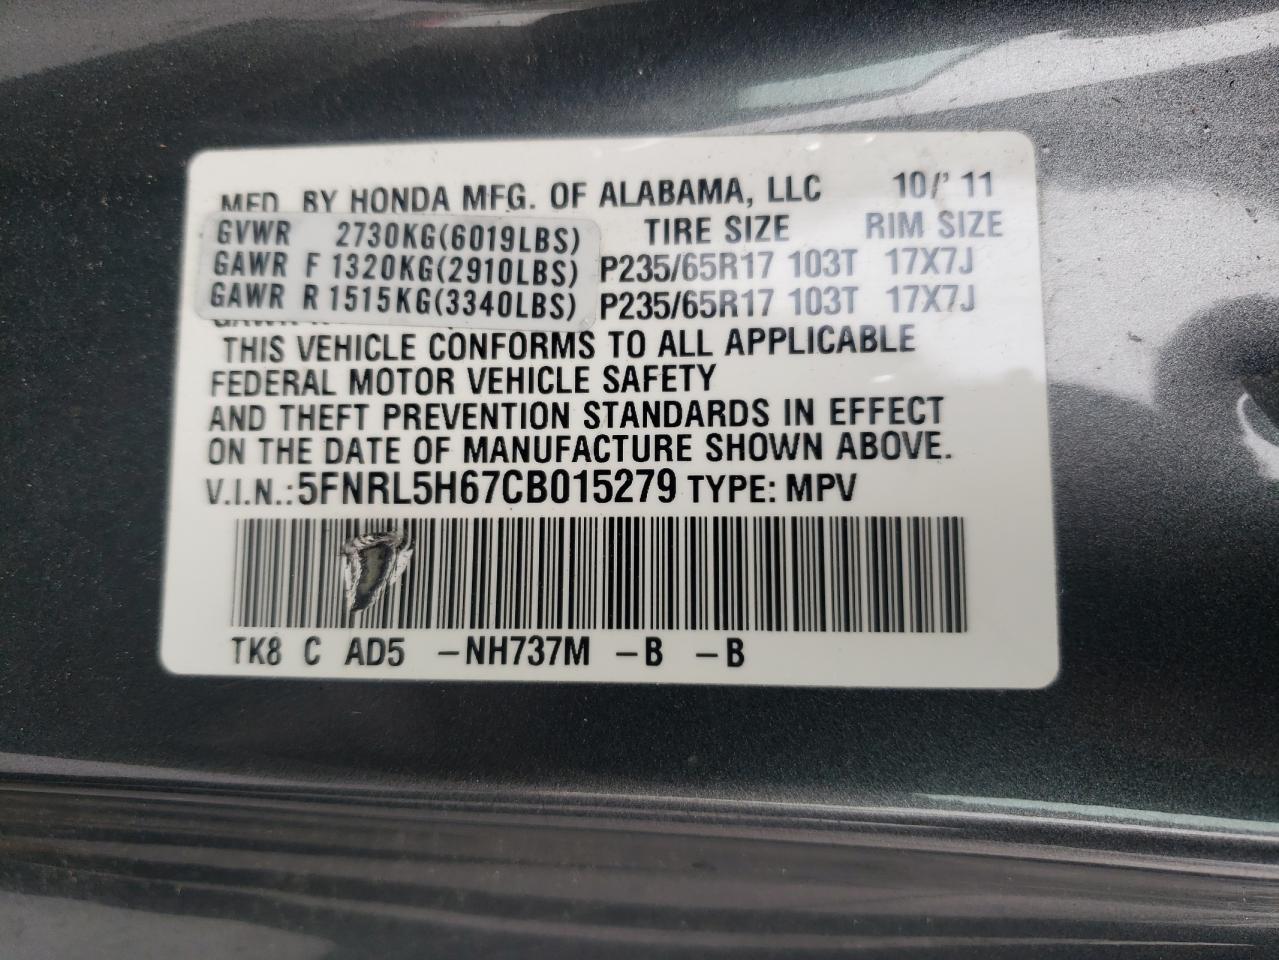 MFD BY HONDA MFG. OF ALABAMA, LLC 10/'11
GVWR 2730KG(6019LBS) TIRE SIZE RIM SIZE
GAWR F 1320KG(2910LBS) P235/65R17 103T 17X7J
GAWR R 1515KG(3340LBS) P235/65R17 103T 17X7J
THIS VEHICLE CONFORMS TO ALL APPLICABLE
FEDERAL MOTOR VEHICLE SAFETY
AND THEFT PREVENTION STANDARDS IN EFFECT
ON THE DATE OF MANUFACTURE SHOWN ABOVE.
V.I.N.:5FNRL5H67CB015279 TYPE: MPV
TK8 C AD5 -NH737M -B -B